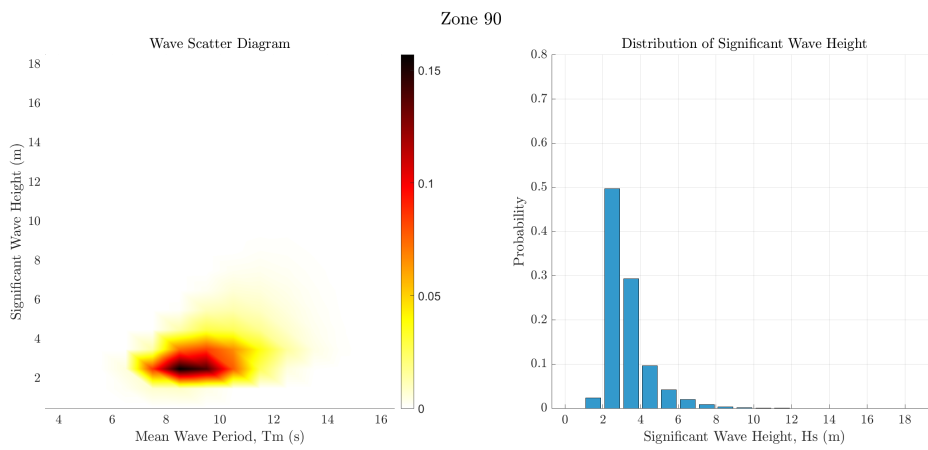 Zone 90
Wave Scatter Diagram
Significant Wave Height (m)
18
16
14
12
10
8
6
4
2
4 6 8 10 12 14 16
Mean Wave Period, Tm (s)
0.15
0.1
0.05
0
Distribution of Significant Wave Height
Probability
0.8
0.7
0.6
0.5
0.4
0.3
0.2
0.1
0
0 2 4 6 8 10 12 14 16 18
Significant Wave Height, Hs (m)